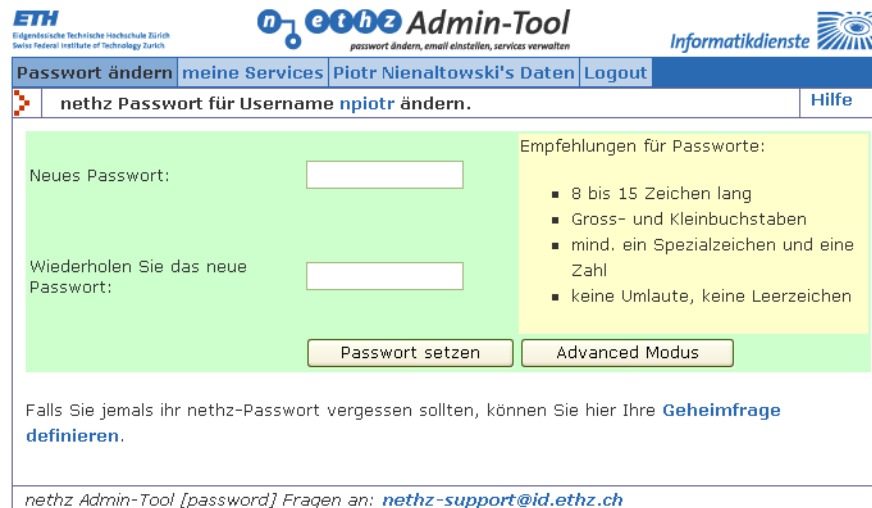 ETH
Eidgenössische Technische Hochschule Zürich
Swiss Federal Institute of Technology Zurich
n ethz Admin-Tool
passwort ändern, email einstellen, services verwalten
Informatikdienste
Passwort ändern meine Services Piotr Nienaltowski's Daten Logout
nethz Passwort für Username npiotr ändern.
Hilfe
Neues Passwort:
Wiederholen Sie das neue
Passwort:
Empfehlungen für Passworte:
8 bis 15 Zeichen lang
Gross- und Kleinbuchstaben
mind. ein Spezialzeichen und eine
Zahl
keine Umlaute, keine Leerzeichen
Passwort setzen
Advanced Modus
Falls Sie jemals ihr nethz-Passwort vergessen sollten, können Sie hier Ihre Geheimfrage
definieren.
nethz Admin-Tool [password] Fragen an: nethz-support@id.ethz.ch